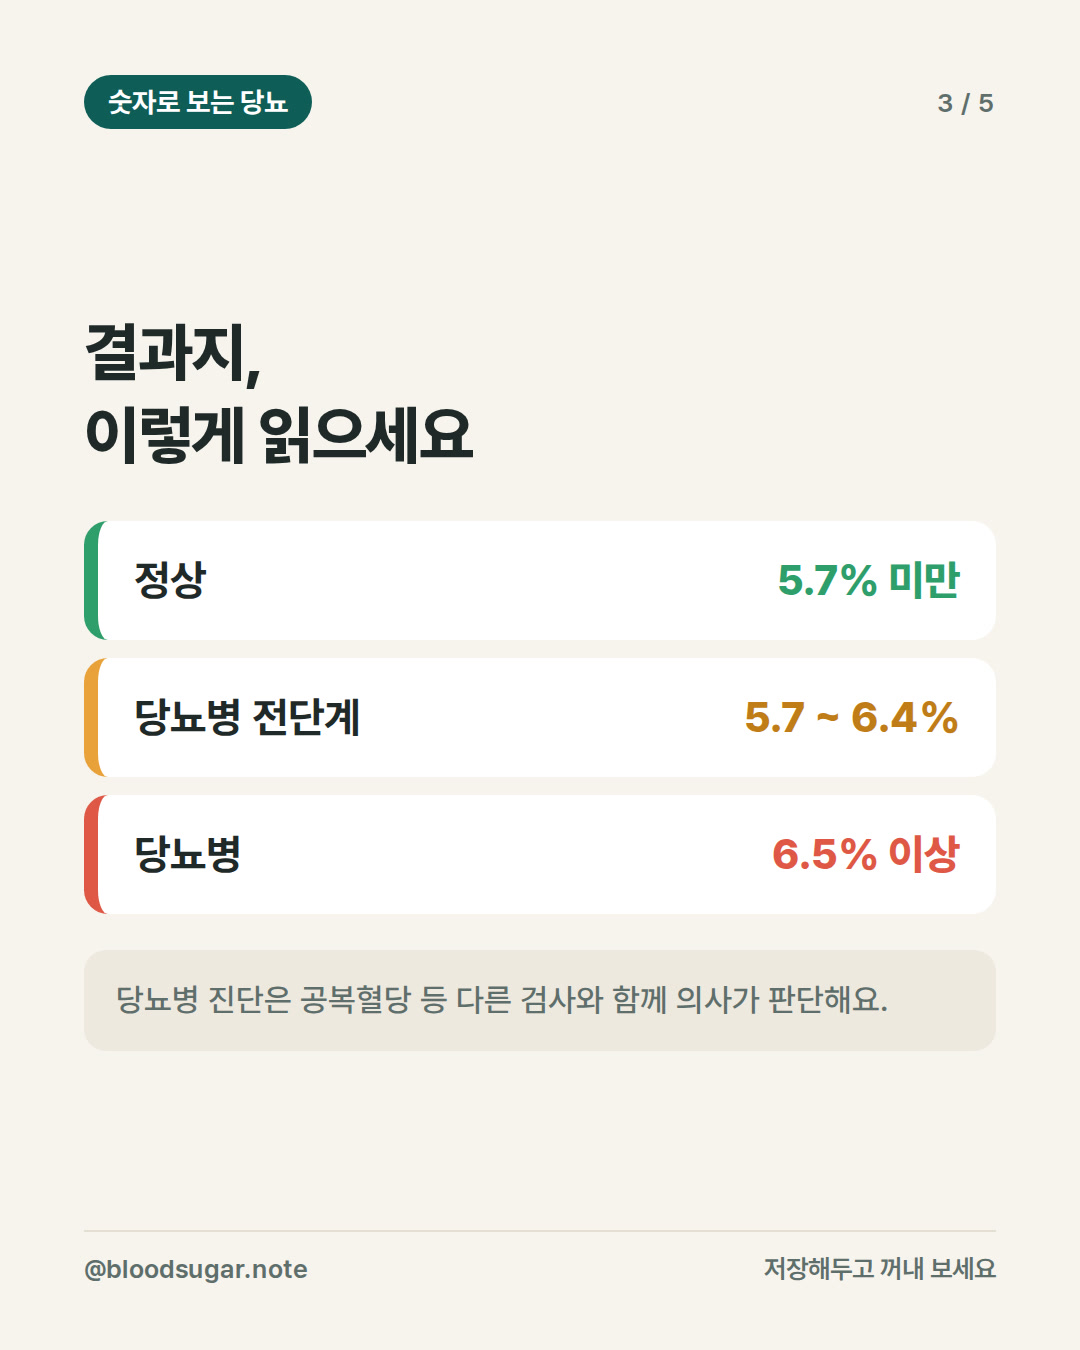 숫자로 보는 당뇨
3 / 5
결과지,
이렇게 읽으세요
정상
5.7% 미만
당뇨병 전단계
5.7 ~ 6.4%
당뇨병
6.5% 이상
당뇨병 진단은 공복혈당 등 다른 검사와 함께 의사가 판단해요.
@bloodsugar.note
저장해두고 꺼내 보세요